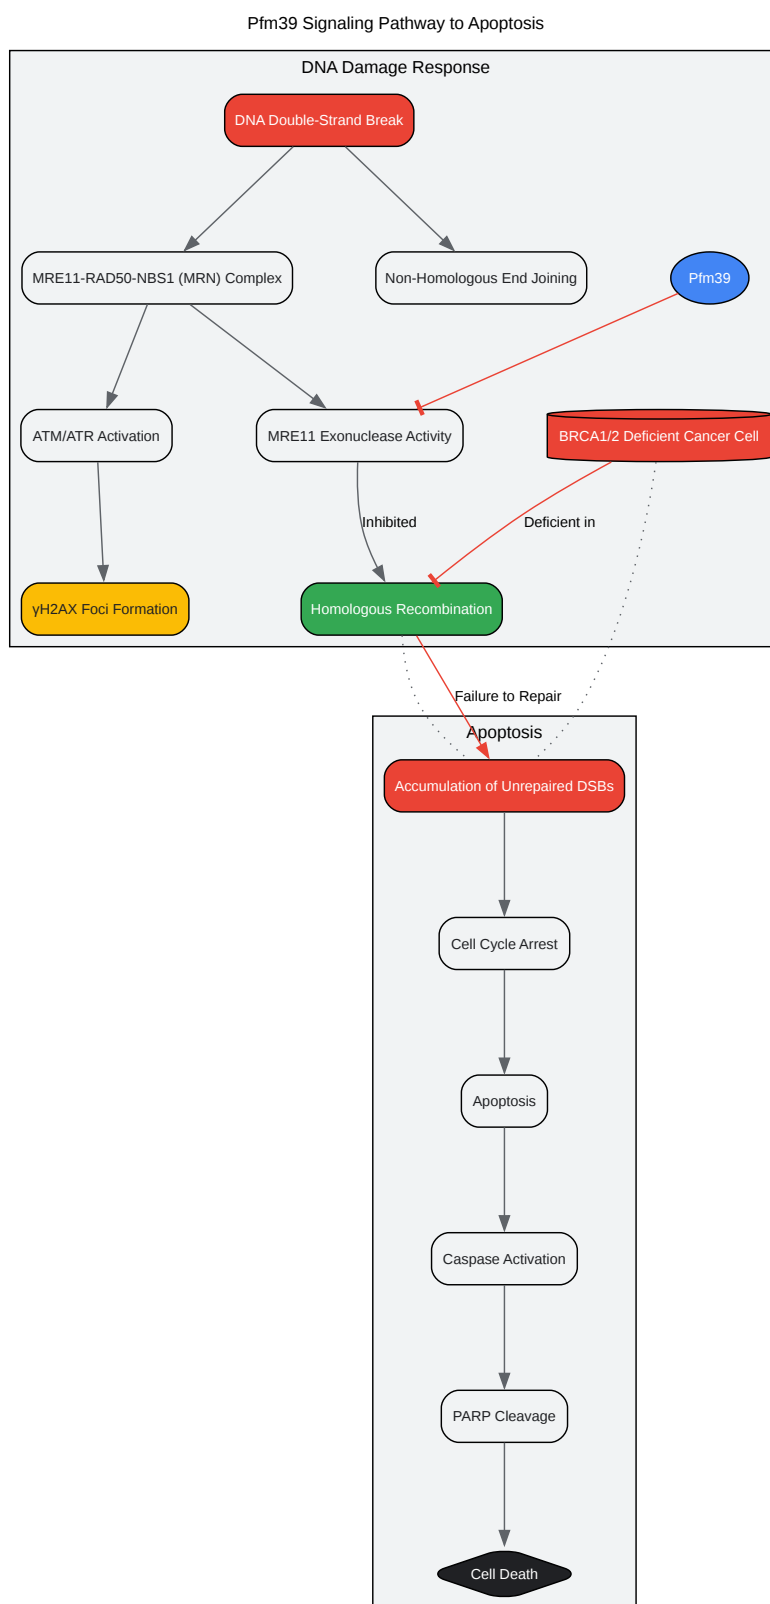 Pfm39 Signaling Pathway to Apoptosis
DNA Damage Response
DNA Double-Strand Break
MRE11-RAD50-NBS1 (MRN) Complex
Non-Homologous End Joining
Pfm39
ATM/ATR Activation
MRE11 Exonuclease Activity
BRCA1/2 Deficient Cancer Cell
Inhibited
Deficient in
γH2AX Foci Formation
Homologous Recombination
Failure to Repair
Apoptosis
Accumulation of Unrepaired DSBs
Cell Cycle Arrest
Apoptosis
Caspase Activation
PARP Cleavage
Cell Death